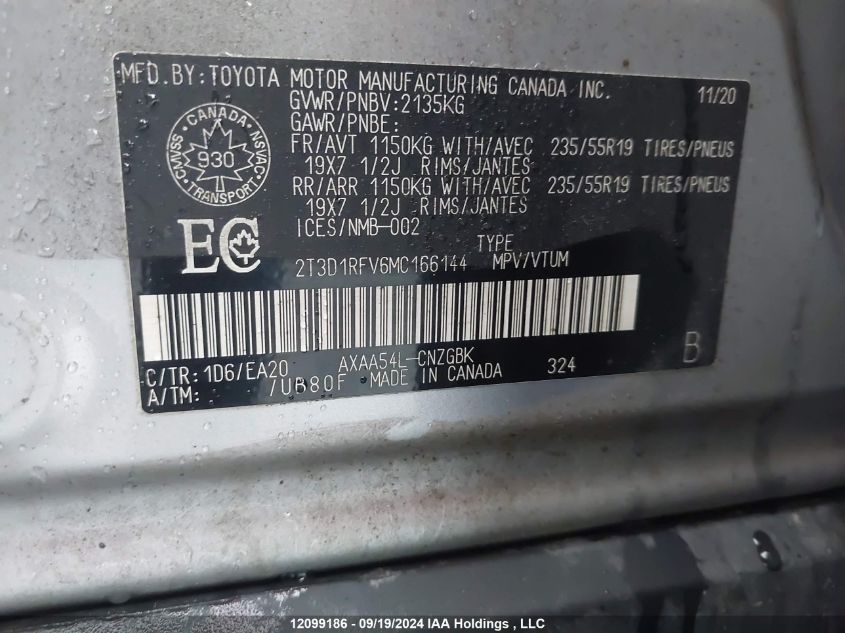 MFD.BY:TOYOTA MOTOR MANUFACTURING CANADA INC. 11/20
GVWR/PNBV:2135KG
GAWR/PNBE:
FR/AVT 1150KG WITH/AVEC 235/55R19 TIRES/PNEUS
19X7 1/2J RIMS/JANTES
RR/ARR 1150KG WITH/AVEC 235/55R19 TIRES/PNEUS
19X7 1/2J RIMS/JANTES
ICES/NMB-002
CANADA
CMVSS 930 NSVAC
TRANSPORT
EC
TYPE
2T3D1RFV6MC166144 MPV/VTUM
B
C/TR: 1D6/EA20 AXAA54L-CNZGBK
A/TM: /UB80F MADE IN CANADA 324
12099186 - 09/19/2024 IAA Holdings , LLC